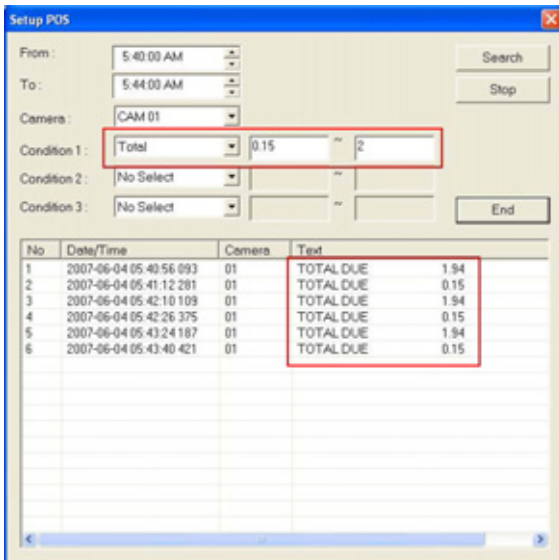 Setup POS
From : 5:40:00 AM Search
To : 5:44:00 AM Stop
Camera : CAM 01
Condition 1 : Total 0.15 ~ 2
Condition 2 : No Select ~
Condition 3 : No Select ~ End
No Date/Time Camera Text
1 2007-06-04 05:40:56 093 01 TOTAL DUE 1.94
2 2007-06-04 05:41:12 281 01 TOTAL DUE 0.15
3 2007-06-04 05:42:10 109 01 TOTAL DUE 1.94
4 2007-06-04 05:42:26 375 01 TOTAL DUE 0.15
5 2007-06-04 05:43:24 187 01 TOTAL DUE 1.94
6 2007-06-04 05:43:40 421 01 TOTAL DUE 0.15